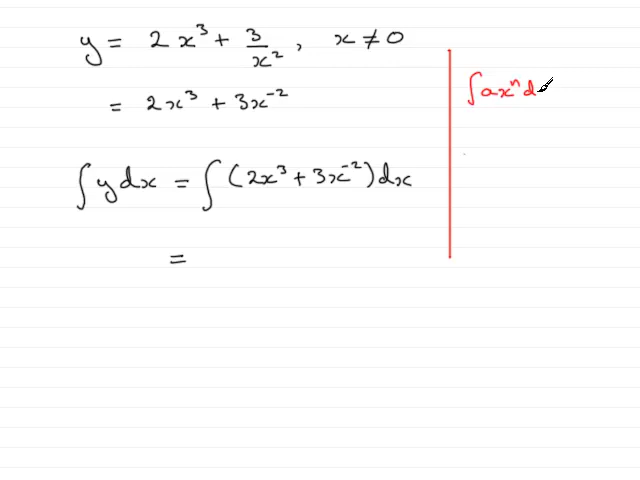 y = 2x³ + 3/x², x ≠ 0
= 2x³ + 3x⁻²
∫ y dx = ∫ (2x³ + 3x⁻²) dx
=
∫ axⁿ d